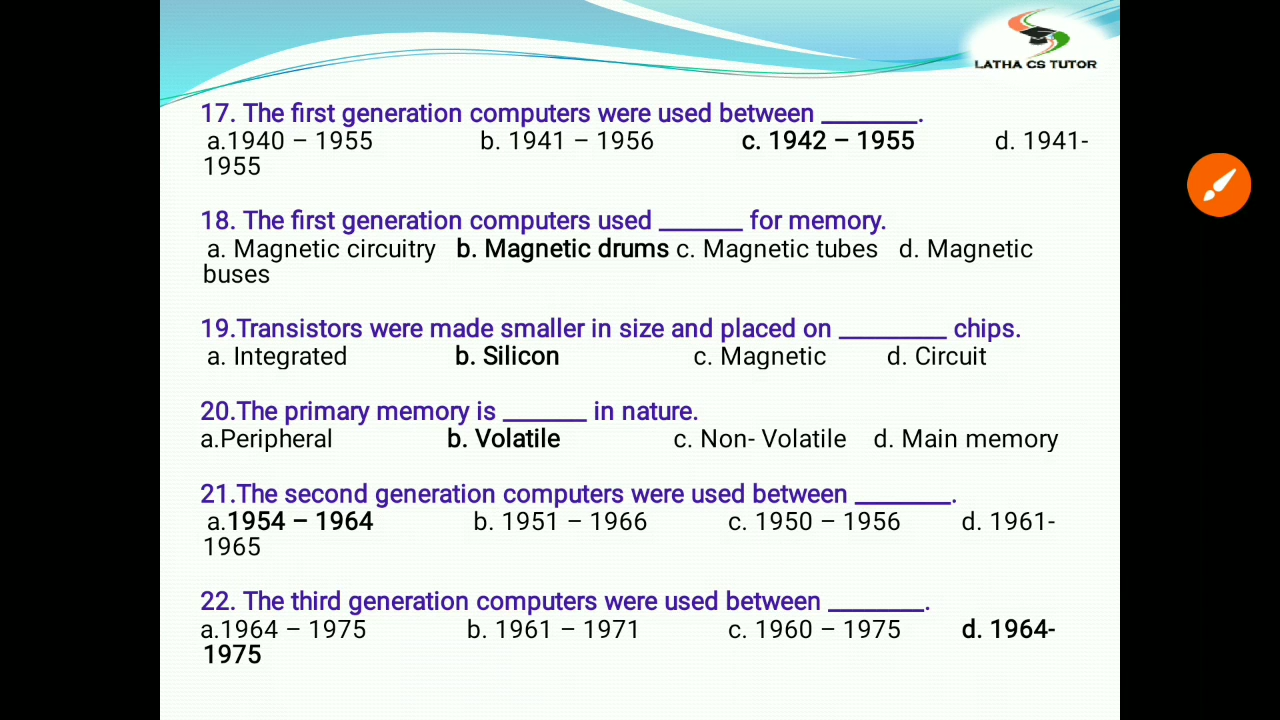 LATHA CS TUTOR
17. The first generation computers were used between ________.
a.1940 – 1955 b. 1941 – 1956 c. 1942 – 1955 d. 1941-
1955
18. The first generation computers used _______ for memory.
a. Magnetic circuitry b. Magnetic drums c. Magnetic tubes d. Magnetic
buses
19.Transistors were made smaller in size and placed on _________ chips.
a. Integrated b. Silicon c. Magnetic d. Circuit
20.The primary memory is _______ in nature.
a.Peripheral b. Volatile c. Non- Volatile d. Main memory
21.The second generation computers were used between ________.
a.1954 – 1964 b. 1951 – 1966 c. 1950 – 1956 d. 1961-
1965
22. The third generation computers were used between ________.
a.1964 – 1975 b. 1961 – 1971 c. 1960 – 1975 d. 1964-
1975